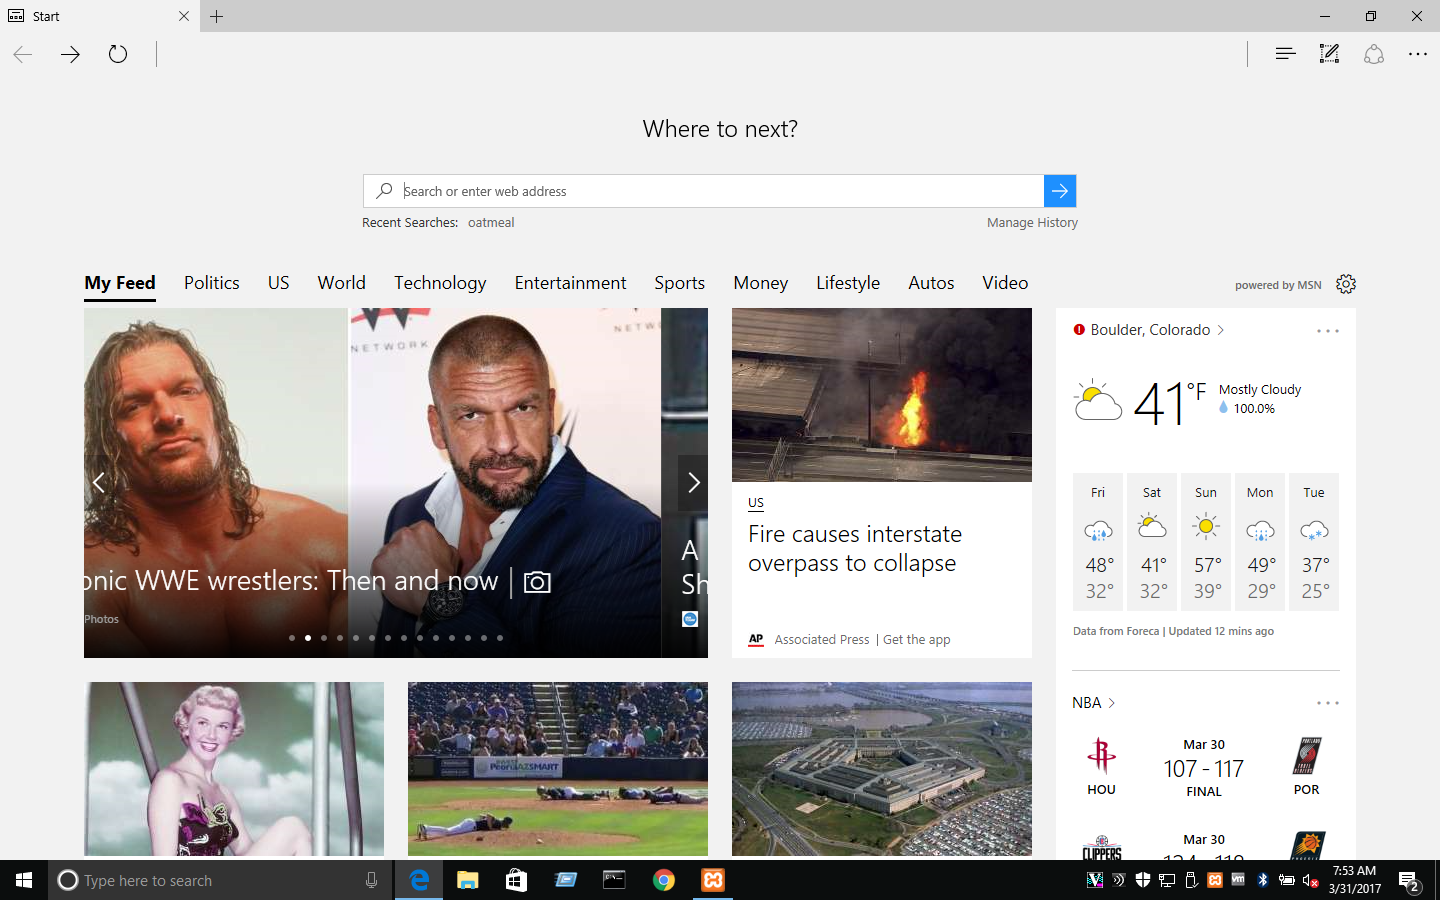 Start
Where to next?
Search or enter web address
Recent Searches: oatmeal
Manage History
My Feed Politics US World Technology Entertainment Sports Money Lifestyle Autos Video
powered by MSN
NETWORK
NETW
onic WWE wrestlers: Then and now
Photos
A
Sh
US
Fire causes interstate
overpass to collapse
AP Associated Press | Get the app
Boulder, Colorado
41°F
Mostly Cloudy
100.0%
Fri Sat Sun Mon Tue
48° 41° 57° 49° 37°
32° 32° 39° 29° 25°
Data from Foreca | Updated 12 mins ago
NBA
Mar 30
107 - 117
FINAL
HOU
POR
Mar 30
CLIPPERS
PeoriaAZSMART
Type here to search
7:53 AM
3/31/2017
2